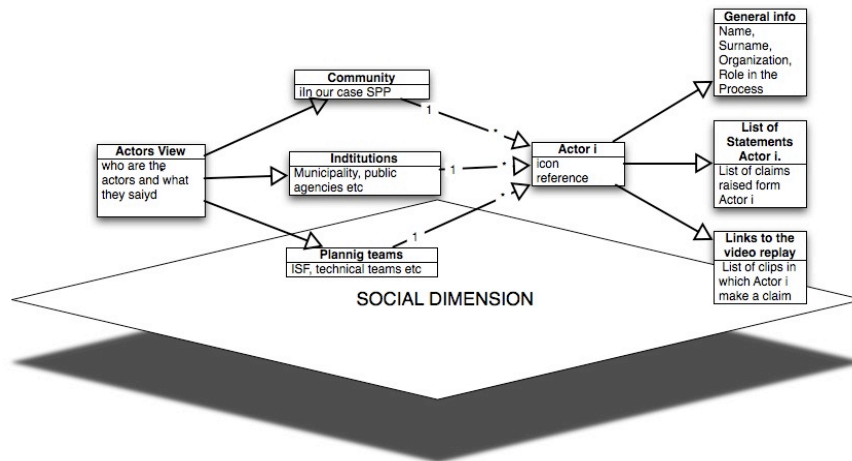 General info
Name,
Surname,
Organization,
Role in the
Process
Community
iIn our case SPP
1
Actors View
who are the
actors and what
they saiyd
Indtitutions
Municipality, public
agencies etc
1
Actor i
icon
reference
List of
Statements
Actor i.
List of claims
raised form
Actor i
Plannig teams
ISF, technical teams etc
1
Links to the
video replay
List of clips in
which Actor i
make a claim
SOCIAL DIMENSION